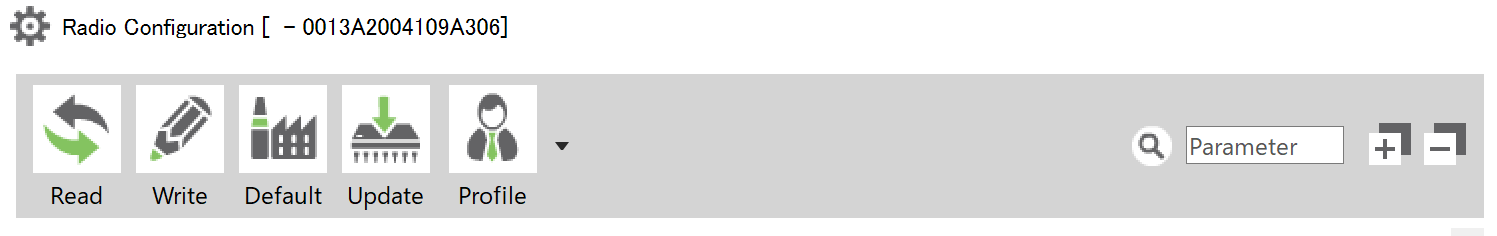 Radio Configuration [  - 0013A2004109A306]
Parameter
Read Write Default Update Profile